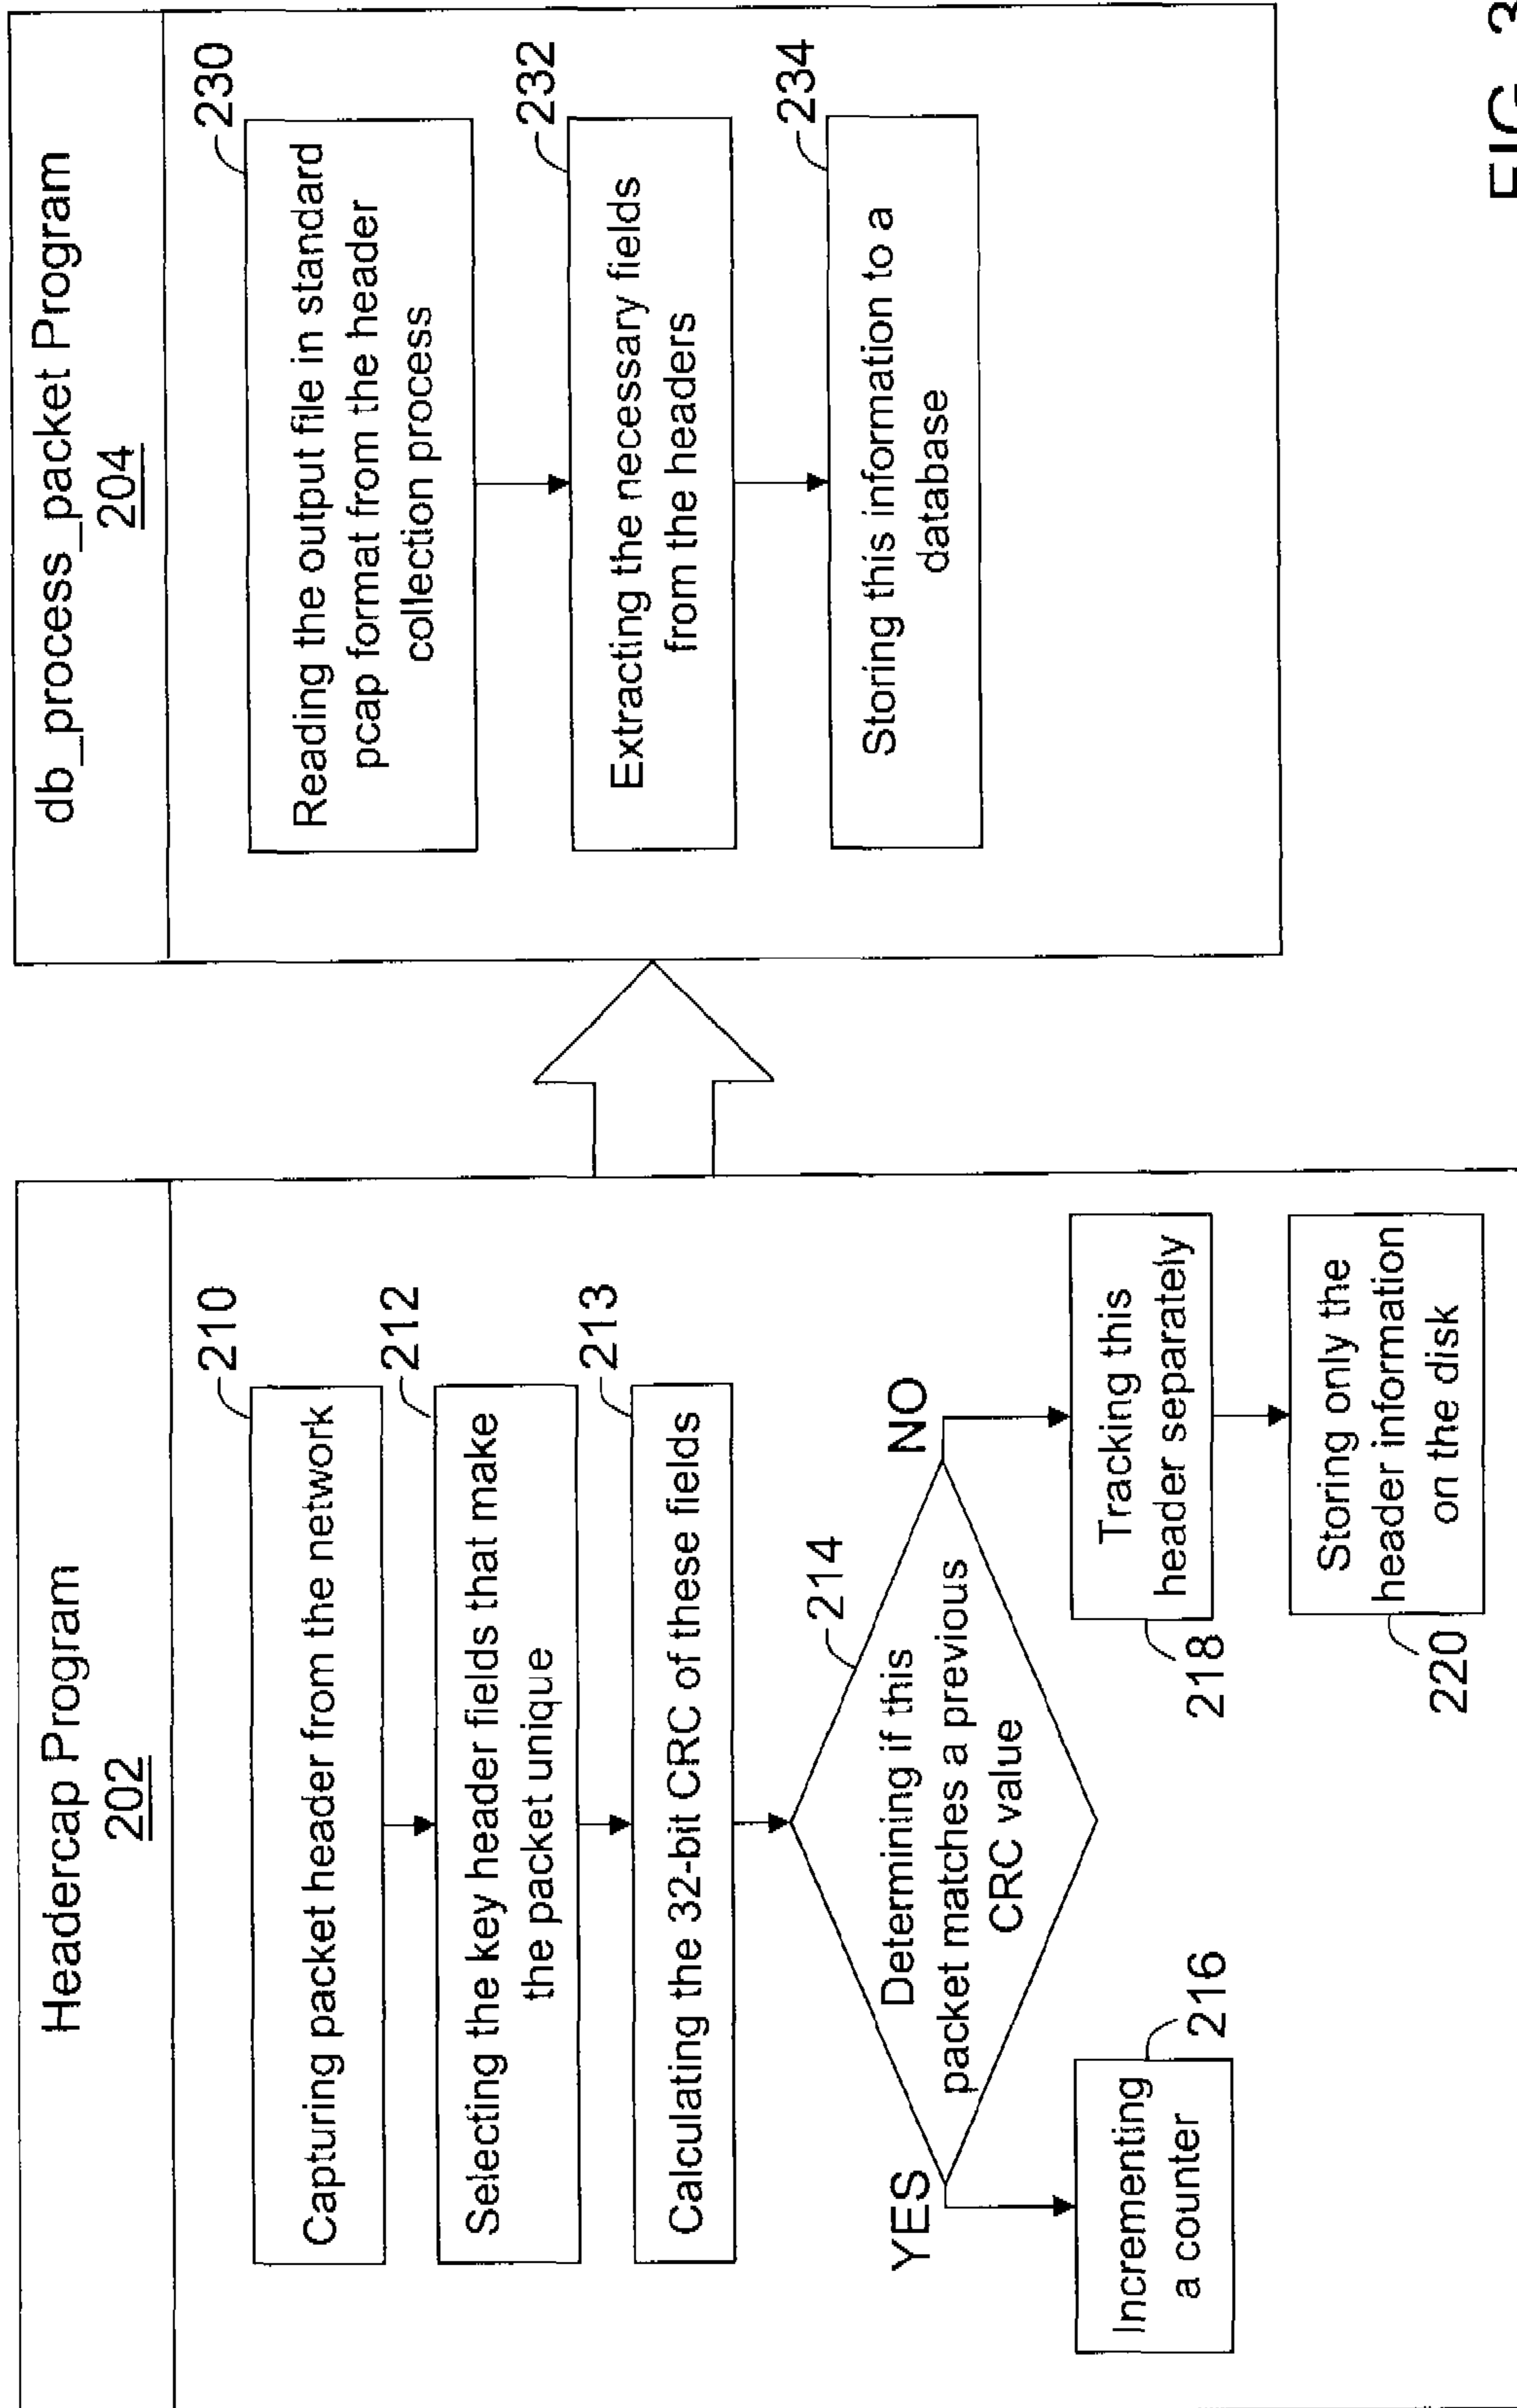 Headercap Program
202
210
Capturing packet header from the network
212
Selecting the key header fields that make
the packet unique
213
Calculating the 32-bit CRC of these fields
214
Determining if this
packet matches a previous
CRC value
YES
NO
Incrementing
a counter
216
Tracking this
header separately
218
Storing only the
header information
on the disk
220
db_process_packet Program
204
230
Reading the output file in standard
pcap format from the header
collection process
232
Extracting the necessary fields
from the headers
234
Storing this information to a
database
FIG. 3